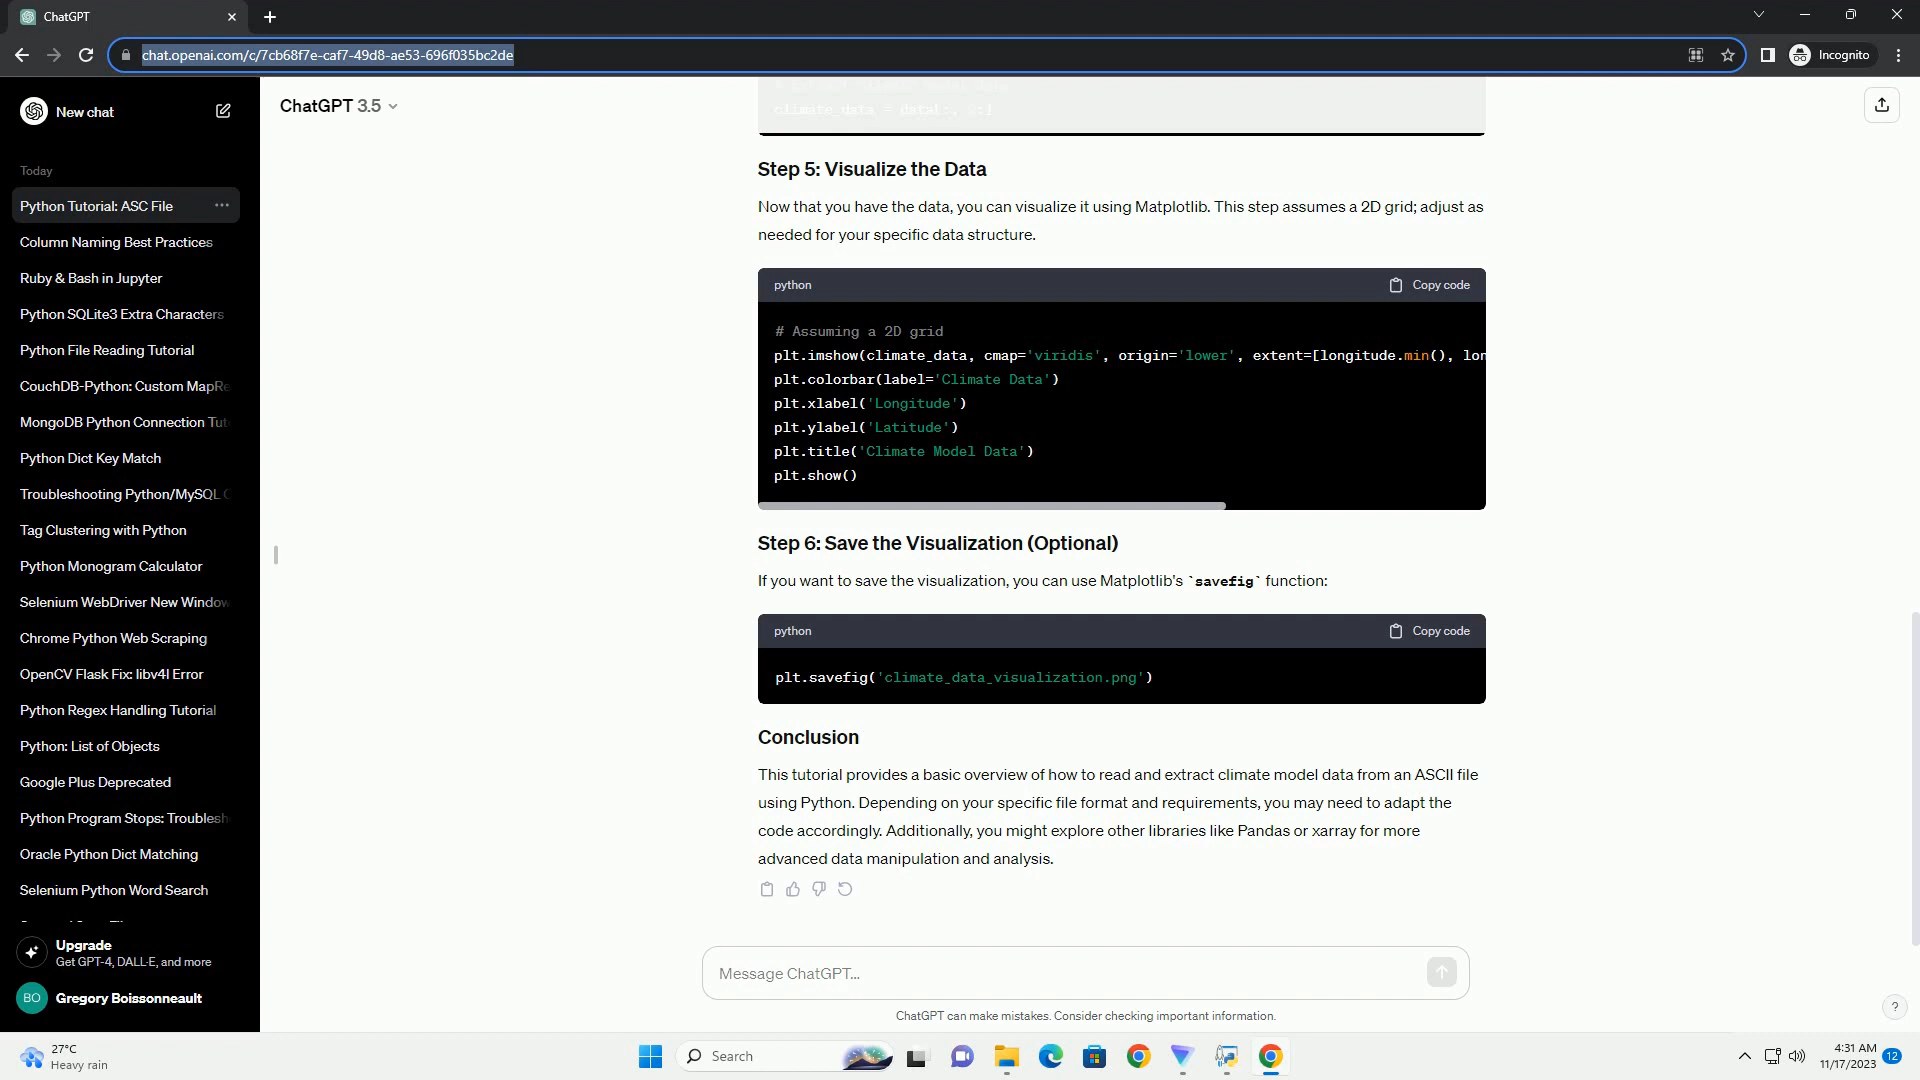 ChatGPT
chat.openai.com/c/7cb68f7e-caf7-49d8-ae53-696f035bc2de
Incognito
New chat
Today
Python Tutorial: ASC File
Column Naming Best Practices
Ruby & Bash in Jupyter
Python SQLite3 Extra Characters
Python File Reading Tutorial
CouchDB-Python: Custom MapRe
MongoDB Python Connection Tut
Python Dict Key Match
Troubleshooting Python/MySQL C
Tag Clustering with Python
Python Monogram Calculator
Selenium WebDriver New Window
Chrome Python Web Scraping
OpenCV Flask Fix: libv4l Error
Python Regex Handling Tutorial
Python: List of Objects
Google Plus Deprecated
Python Program Stops: Troublesh
Oracle Python Dict Matching
Selenium Python Word Search
Upgrade
Get GPT-4, DALL·E, and more
BO
Gregory Boissonneault
ChatGPT 3.5
climate_data = data[:, 2:]
Step 5: Visualize the Data
Now that you have the data, you can visualize it using Matplotlib. This step assumes a 2D grid; adjust as
needed for your specific data structure.
python
Copy code
# Assuming a 2D grid
plt.imshow(climate_data, cmap='viridis', origin='lower', extent=[longitude.min(), lon
plt.colorbar(label='Climate Data')
plt.xlabel('Longitude')
plt.ylabel('Latitude')
plt.title('Climate Model Data')
plt.show()
Step 6: Save the Visualization (Optional)
If you want to save the visualization, you can use Matplotlib's `savefig` function:
python
Copy code
plt.savefig('climate_data_visualization.png')
Conclusion
This tutorial provides a basic overview of how to read and extract climate model data from an ASCII file
using Python. Depending on your specific file format and requirements, you may need to adapt the
code accordingly. Additionally, you might explore other libraries like Pandas or xarray for more
advanced data manipulation and analysis.
Message ChatGPT...
ChatGPT can make mistakes. Consider checking important information.
?
27°C
Heavy rain
Search
4:31 AM
11/17/2023
12